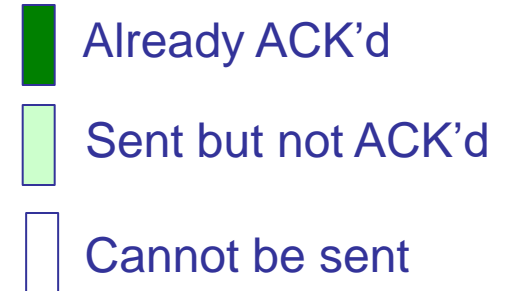 Already ACK’d
Sent but not ACK’d
Cannot be sent